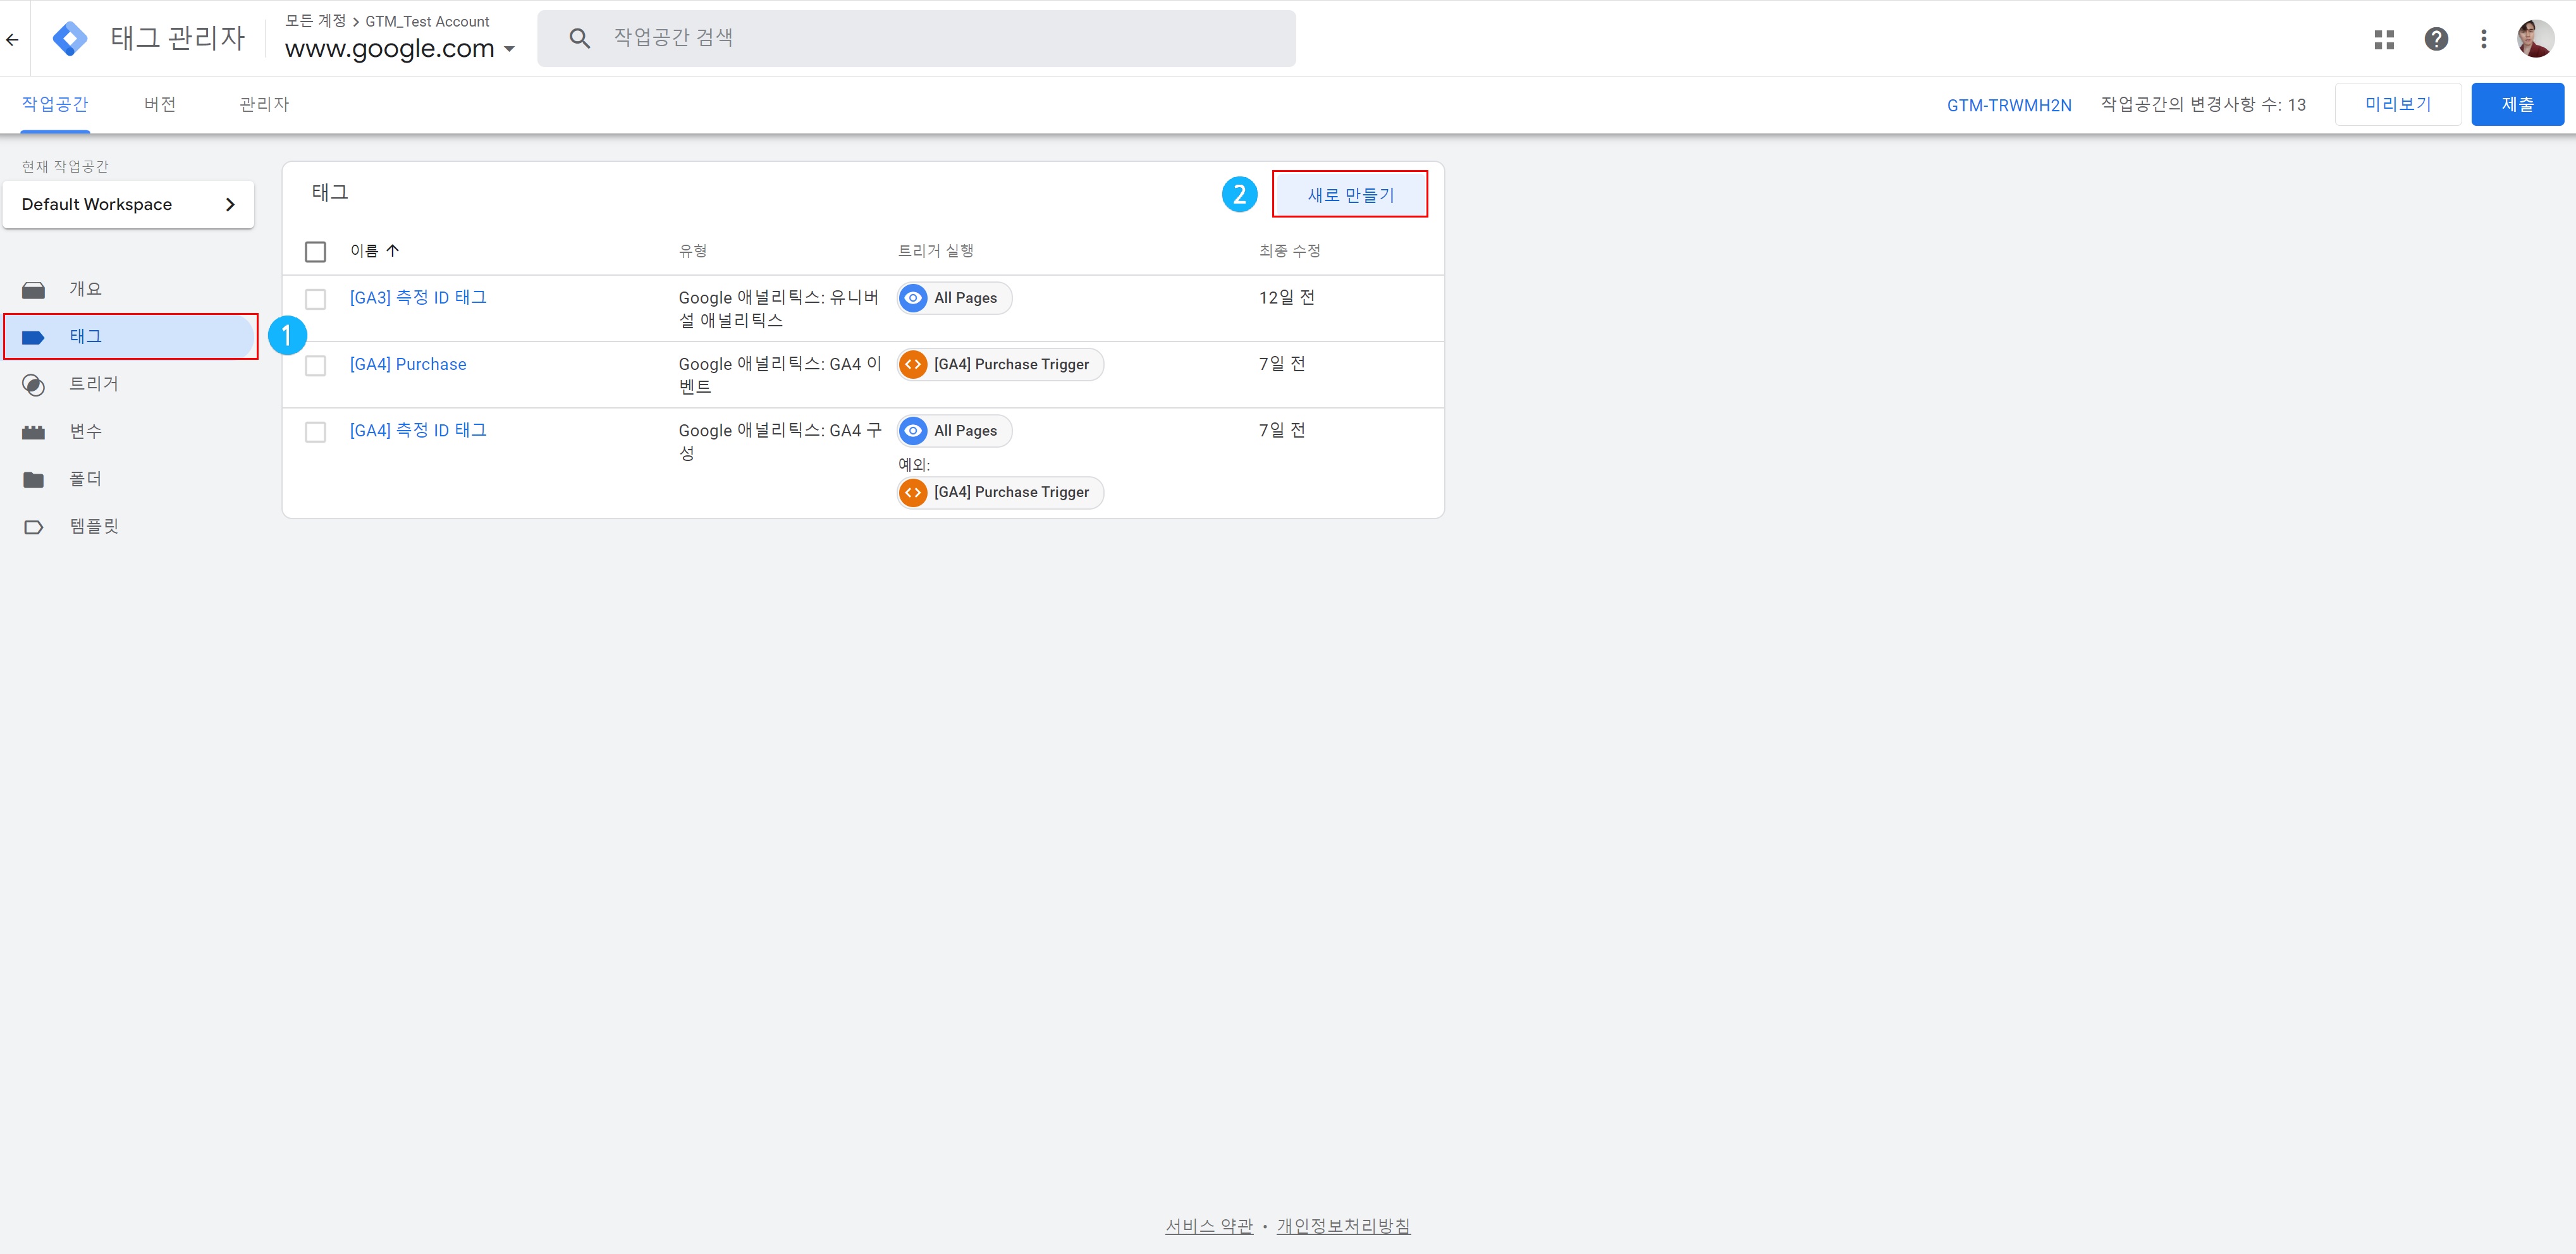 모든 계정 > GTM_Test Account
태그 관리자
www.google.com
작업공간 검색
작업공간 버전 관리자
GTM-TRWMH2N 작업공간의 변경사항 수: 13 미리보기 제출
현재 작업공간
Default Workspace
개요
태그
1
트리거
변수
폴더
템플릿
태그
2 새로 만들기
이름 유형 트리거 실행 최종 수정
[GA3] 측정 ID 태그 Google 애널리틱스: 유니버 All Pages 12일 전
설 애널리틱스
[GA4] Purchase Google 애널리틱스: GA4 이 [GA4] Purchase Trigger 7일 전
벤트
[GA4] 측정 ID 태그 Google 애널리틱스: GA4 구 All Pages 7일 전
성
예외:
[GA4] Purchase Trigger
서비스 약관 • 개인정보처리방침